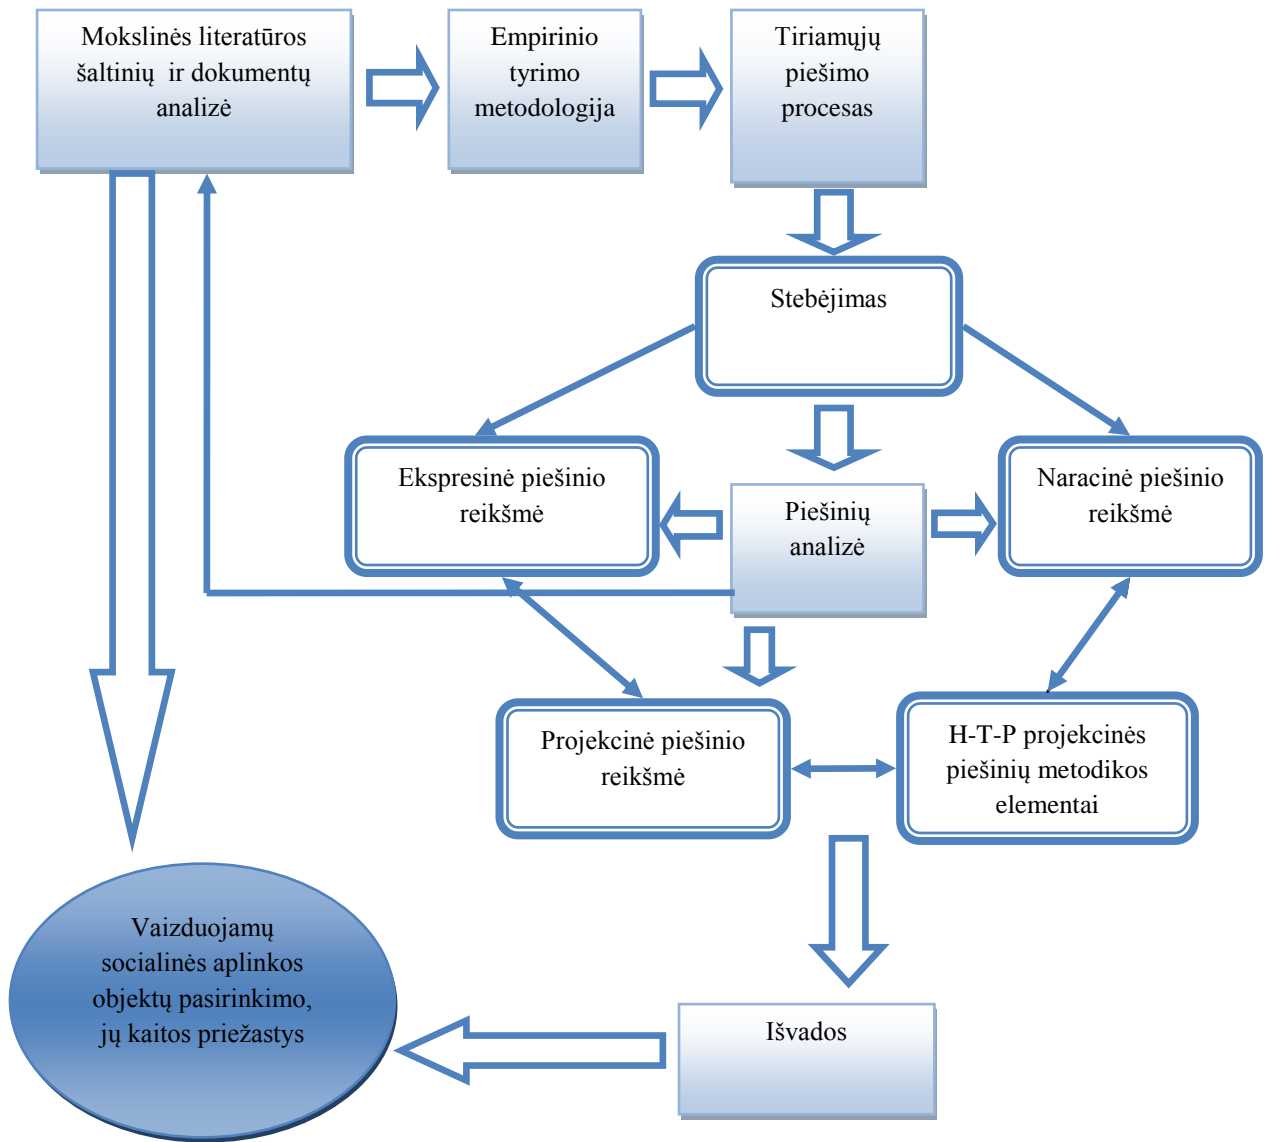 Mokslinės literatūros
šaltinių ir dokumentų
analizė
Empirinio
tyrimo
metodologija
Tiriamųjų
piešimo
procesas
Stebėjimas
Ekspresinė piešinio
reikšmė
Piešinių
analizė
Naracinė piešinio
reikšmė
Projekcinė piešinio
reikšmė
H-T-P projekcinės
piešinių metodikos
elementai
Vaizduojamų
socialinės aplinkos
objektų pasirinkimo,
jų kaitos priežastys
Išvados